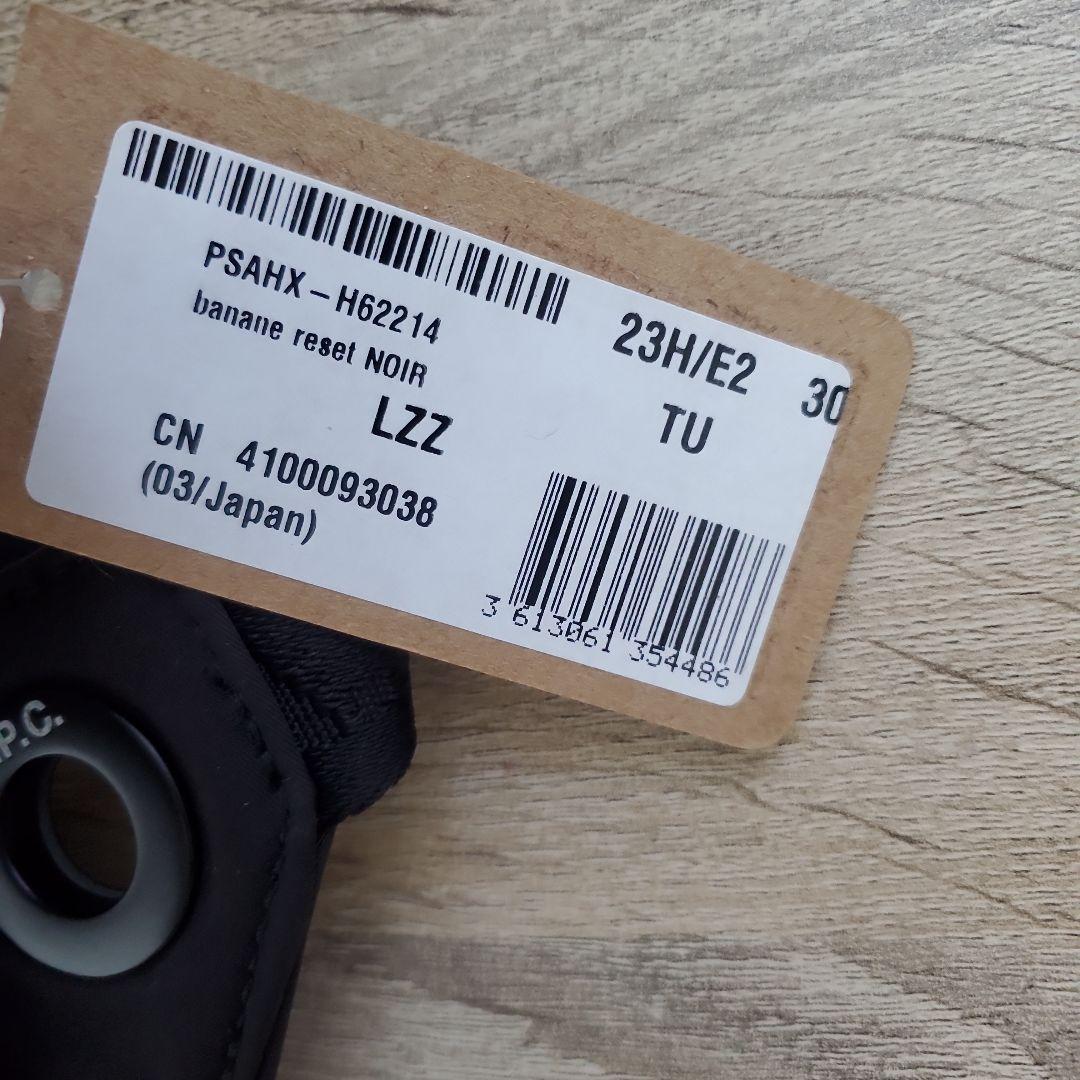 PSAHX-H62214
banane reset NOIR
LZZ
CN 4100093038
(03/Japan)
23H/E2 30
TU
3 613061 354486
.P.C.